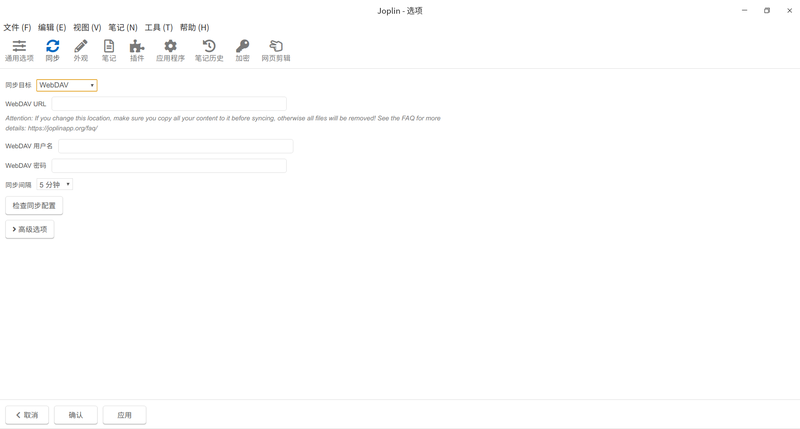 Joplin - 选项
文件 (F) 编辑 (E) 视图 (V) 笔记 (N) 工具 (T) 帮助 (H)
通用选项 同步 外观 笔记 插件 应用程序 笔记历史 加密 网页剪辑
同步目标 WebDAV
WebDAV URL
Attention: If you change this location, make sure you copy all your content to it before syncing, otherwise all files will be removed! See the FAQ for more
details: https://joplinapp.org/faq/
WebDAV 用户名
WebDAV 密码
同步间隔 5 分钟
检查同步配置
高级选项
取消 确认 应用